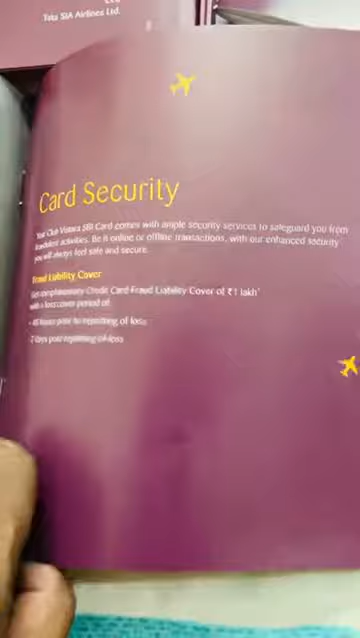 Tata SIA Airlines Ltd.
Card Security
Your Club Vistara SBI Card comes with ample security services to safeguard you from
fraudulent activities. Be it online or offline transactions, with our enhanced security
you will always feel safe and secure.
Fraud Liability Cover
Get complimentary Credit Card Fraud Liability Cover of ₹1 lakh*
with a loss cover period of
- 48 hours prior to reporting of loss
- 7 days post reporting of loss